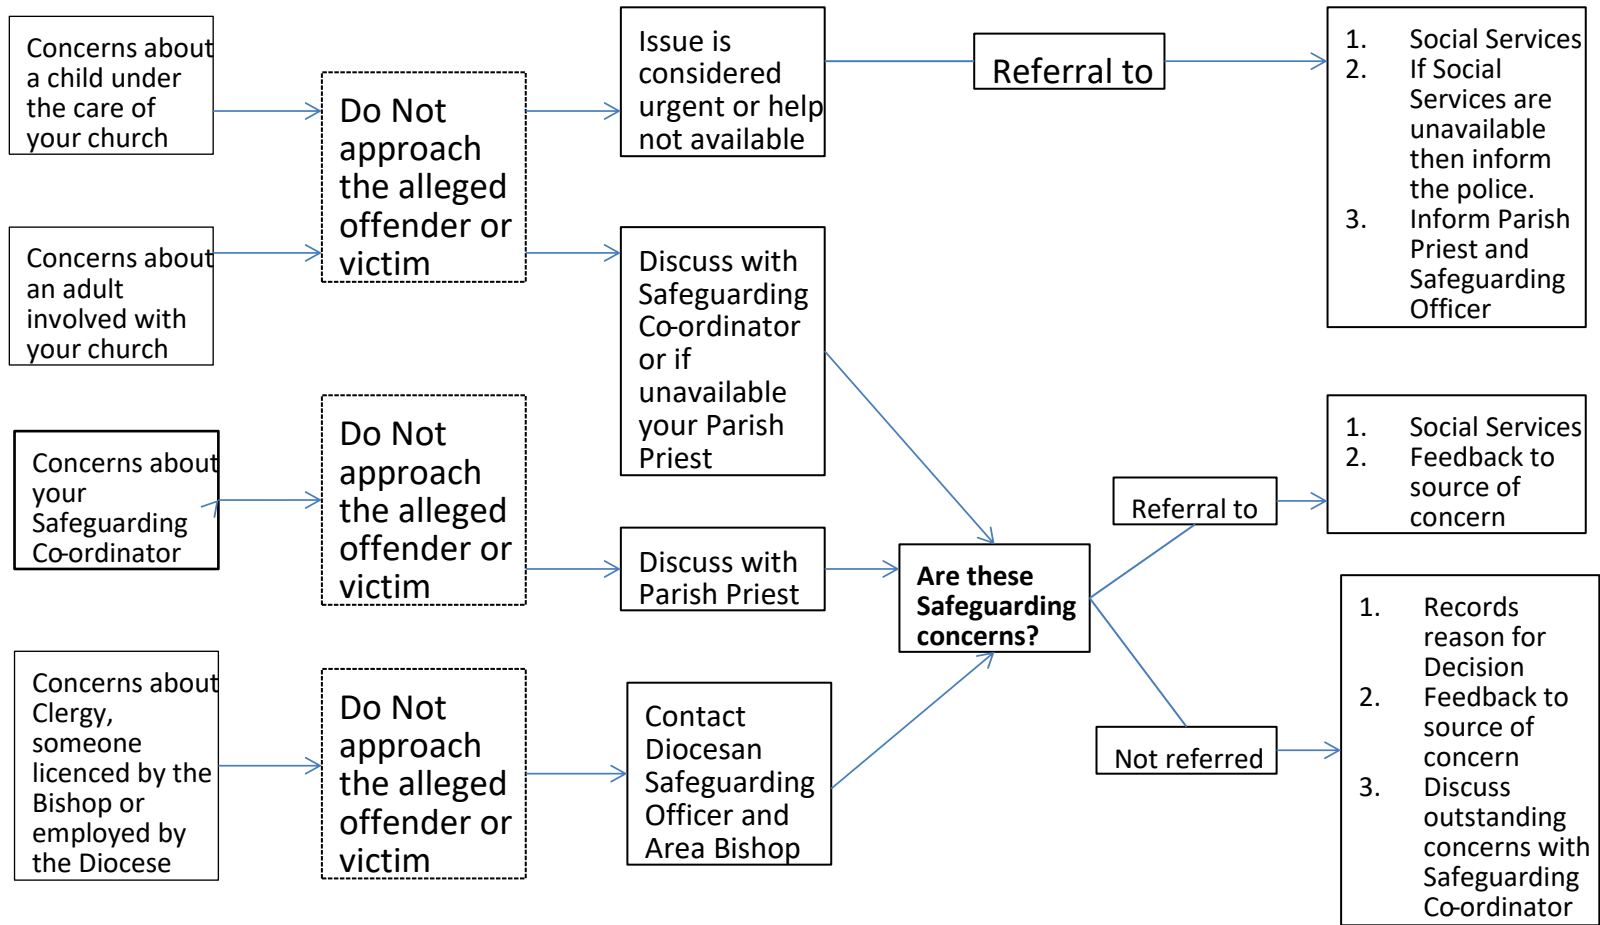 Concerns about
a child under
the care of
your church
Do Not
approach
the alleged
offender or
victim
Issue is
considered
urgent or help
not available
Referral to
1. Social Services
2. If Social
Services are
unavailable
then inform
the police.
3. Inform Parish
Priest and
Safeguarding
Officer
Concerns about
an adult
involved with
your church
Discuss with
Safeguarding
Co-ordinator
or if
unavailable
your Parish
Priest
Concerns about
your
Safeguarding
Co-ordinator
Do Not
approach
the alleged
offender or
victim
Discuss with
Parish Priest
Are these
Safeguarding
concerns?
Referral to
1. Social Services
2. Feedback to
source of
concern
Concerns about
Clergy,
someone
licenced by the
Bishop or
employed by
the Diocese
Do Not
approach
the alleged
offender or
victim
Contact
Diocesan
Safeguarding
Officer and
Area Bishop
Not referred
1. Records
reason for
Decision
2. Feedback to
source of
concern
3. Discuss
outstanding
concerns with
Safeguarding
Co-ordinator